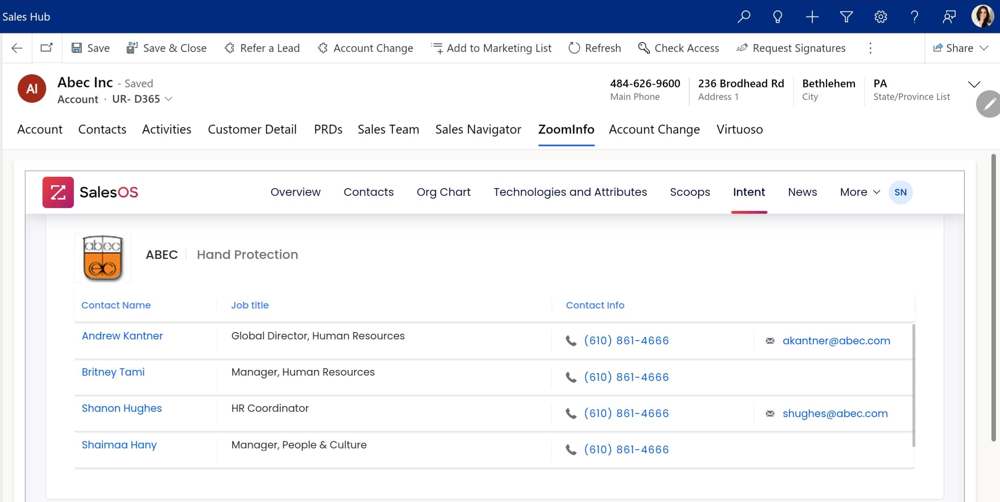 Sales Hub
Save
Save & Close
Refer a Lead
Account Change
Add to Marketing List
Refresh
Check Access
Request Signatures
Share
AI
Abec Inc - Saved
Account · UR- D365
484-626-9600
Main Phone
236 Brodhead Rd
Address 1
Bethlehem
City
PA
State/Province List
Account
Contacts
Activities
Customer Detail
PRDs
Sales Team
Sales Navigator
ZoomInfo
Account Change
Virtuoso
SalesOS
Overview
Contacts
Org Chart
Technologies and Attributes
Scoops
Intent
News
More
SN
abec
ec
ABEC
Hand Protection
Contact Name
Job title
Contact Info
Andrew Kantner
Global Director, Human Resources
(610) 861-4666
akantner@abec.com
Britney Tami
Manager, Human Resources
(610) 861-4666
Shanon Hughes
HR Coordinator
(610) 861-4666
shughes@abec.com
Shaimaa Hany
Manager, People & Culture
(610) 861-4666